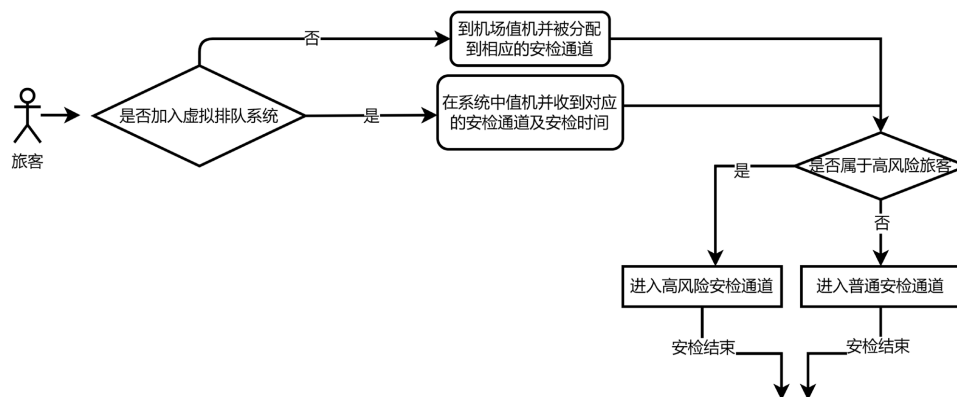 否
到机场值机并被分配
到相应的安检通道
是否加入虚拟排队系统
是
在系统中值机并收到对应
的安检通道及安检时间
旅客
是否属于高风险旅客
是
否
进入高风险安检通道
进入普通安检通道
安检结束
安检结束